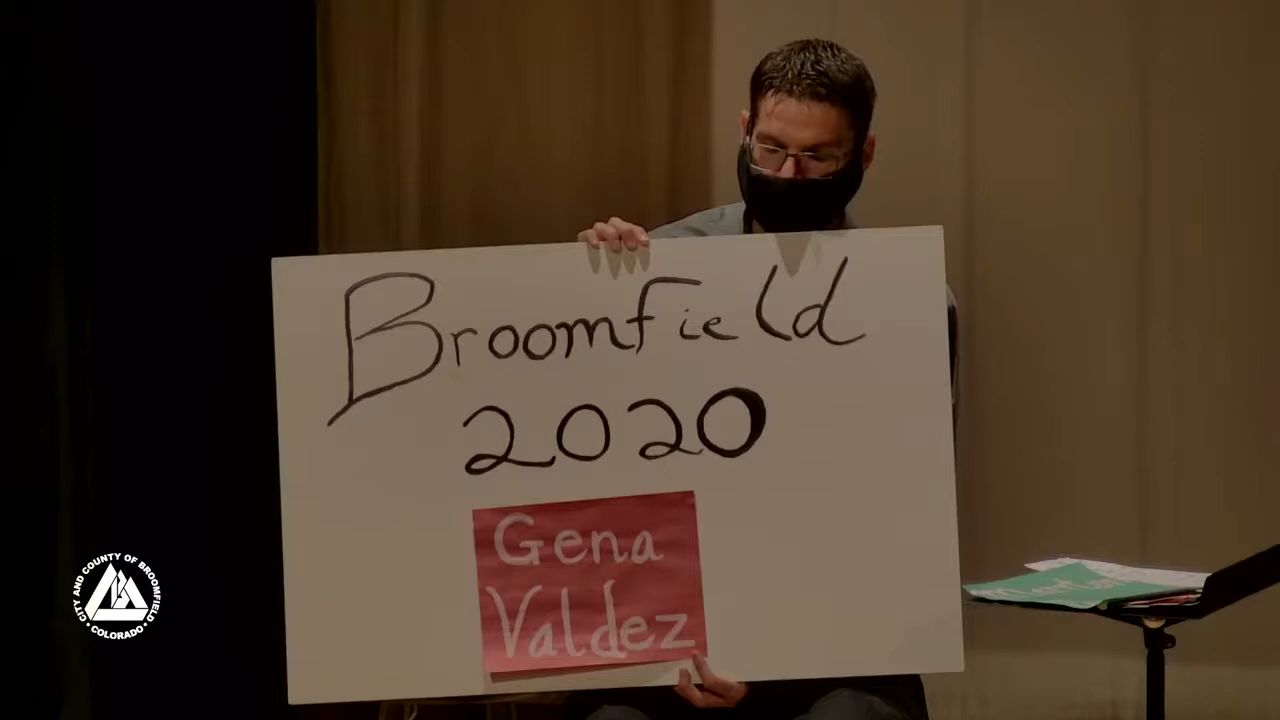 Broomfield
2020
Gena
Valdez
CITY AND COUNTY OF BROOMFIELD
• COLORADO •